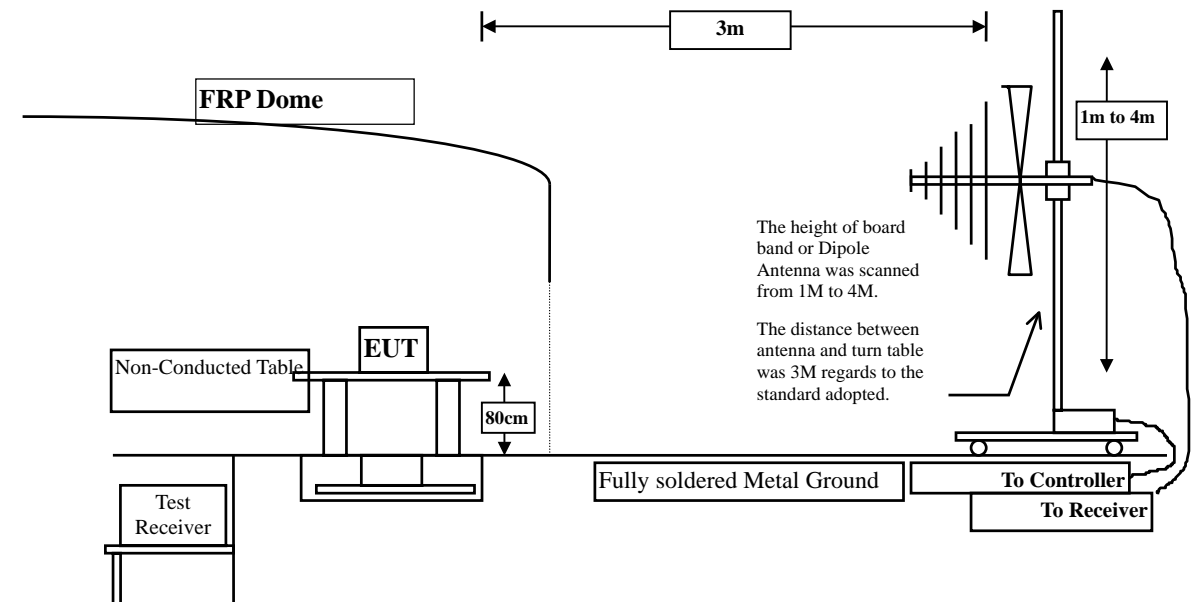 3m
FRP Dome
1m to 4m
The height of board
band or Dipole
Antenna was scanned
from 1M to 4M.
The distance between
antenna and turn table
was 3M regards to the
standard adopted.
EUT
Non-Conducted Table
80cm
Fully soldered Metal Ground
To Controller
To Receiver
Test
Receiver